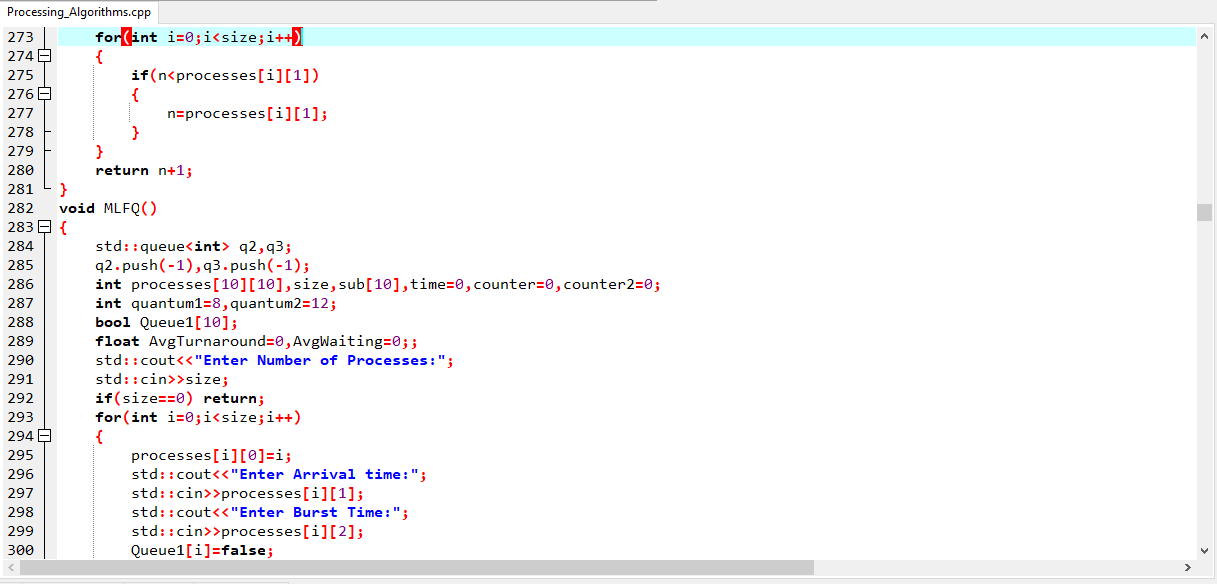 Processing_Algorithms.cpp
273 for(int i=0;i<size;i++)
274 {
275 if(n<processes[i][1])
276 {
277 n=processes[i][1];
278 }
279 }
280 return n+1;
281 }
282 void MLFQ()
283 {
284 std::queue<int> q2,q3;
285 q2.push(-1),q3.push(-1);
286 int processes[10][10],size,sub[10],time=0,counter=0,counter2=0;
287 int quantum1=8,quantum2=12;
288 bool Queue1[10];
289 float AvgTurnaround=0,AvgWaiting=0;;
290 std::cout<<"Enter Number of Processes:";
291 std::cin>>size;
292 if(size==0) return;
293 for(int i=0;i<size;i++)
294 {
295 processes[i][0]=i;
296 std::cout<<"Enter Arrival time:";
297 std::cin>>processes[i][1];
298 std::cout<<"Enter Burst Time:";
299 std::cin>>processes[i][2];
300 Queue1[i]=false;